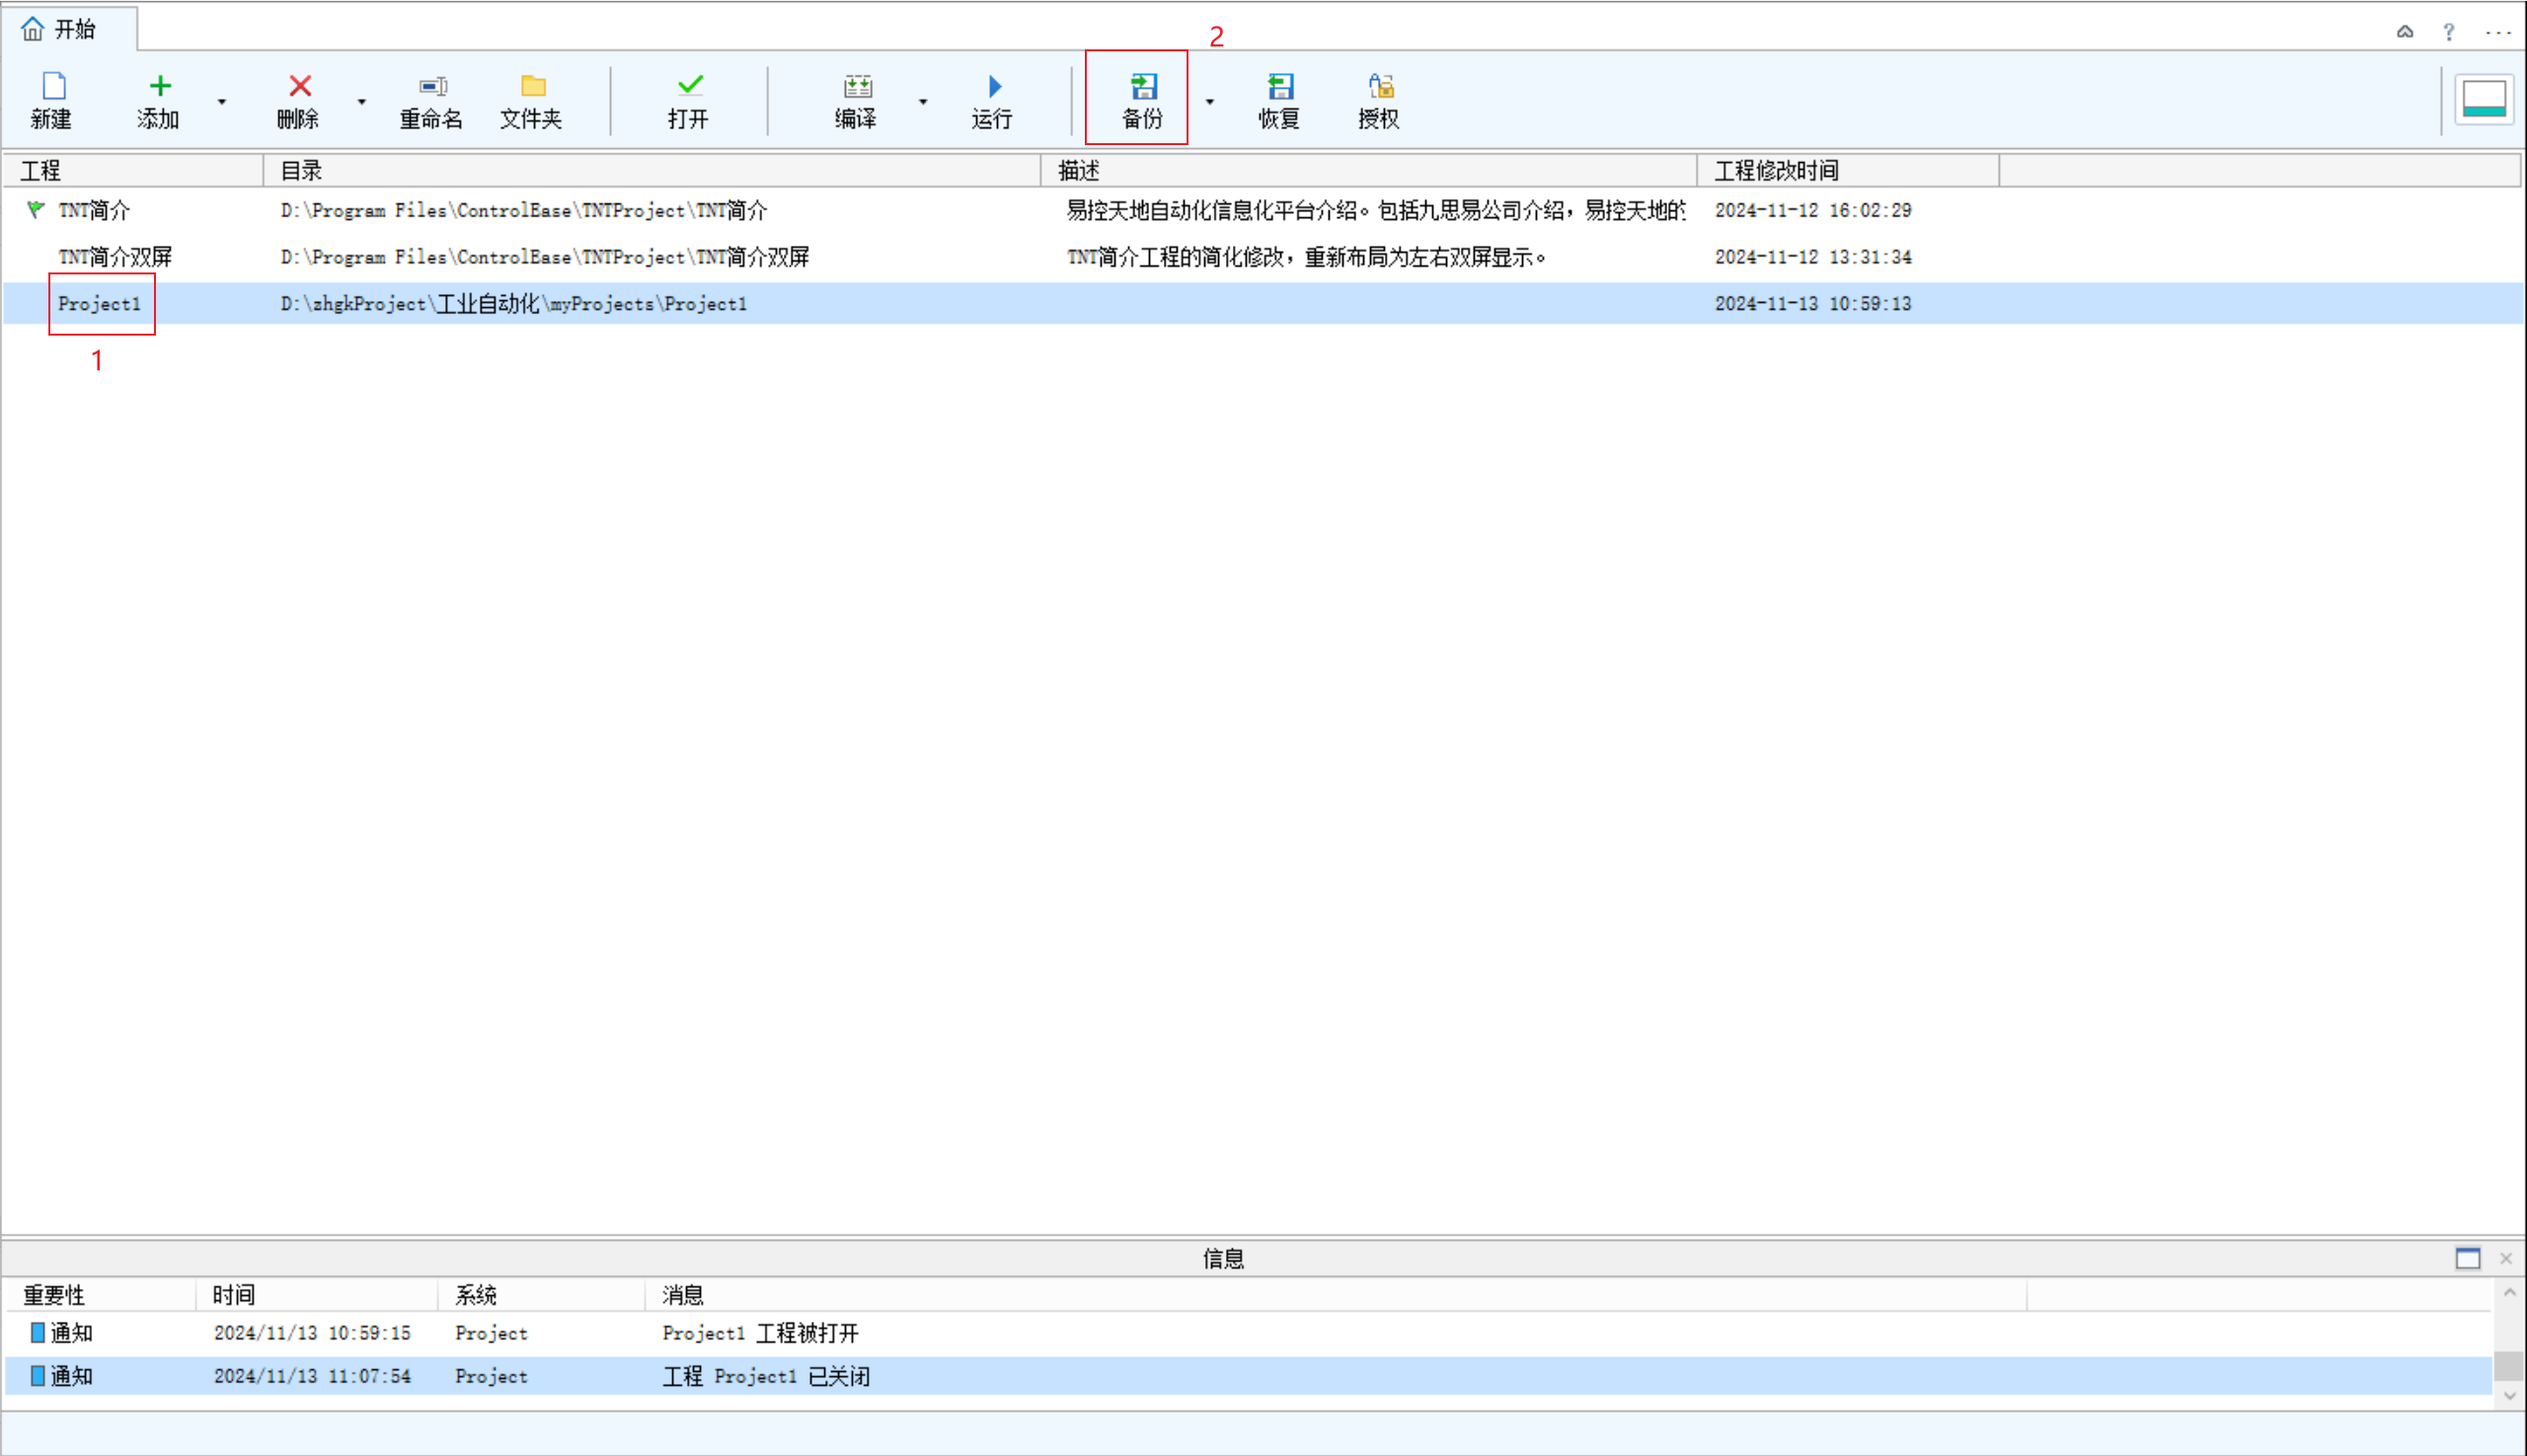 开始
2
?
新建 添加 删除 重命名 文件夹 打开 编译 运行 备份 恢复 授权
工程 目录 描述 工程修改时间
TNT简介 D:\Program Files\ControlEase\TNTProject\TNT简介 易控天地自动化信息化平台介绍。包括九思易公司介绍，易控天地的 2024-11-12 16:02:29
TNT简介双屏 D:\Program Files\ControlEase\TNTProject\TNT简介双屏 TNT简介工程的简化修改，重新布局为左右双屏显示。 2024-11-12 13:31:34
Project1 D:\zhgkProject\工业自动化\myProjects\Project1 2024-11-13 10:59:13
1
信息
重要性 时间 系统 消息
通知 2024/11/13 10:59:15 Project Project1 工程被打开
通知 2024/11/13 11:07:54 Project 工程 Project1 已关闭